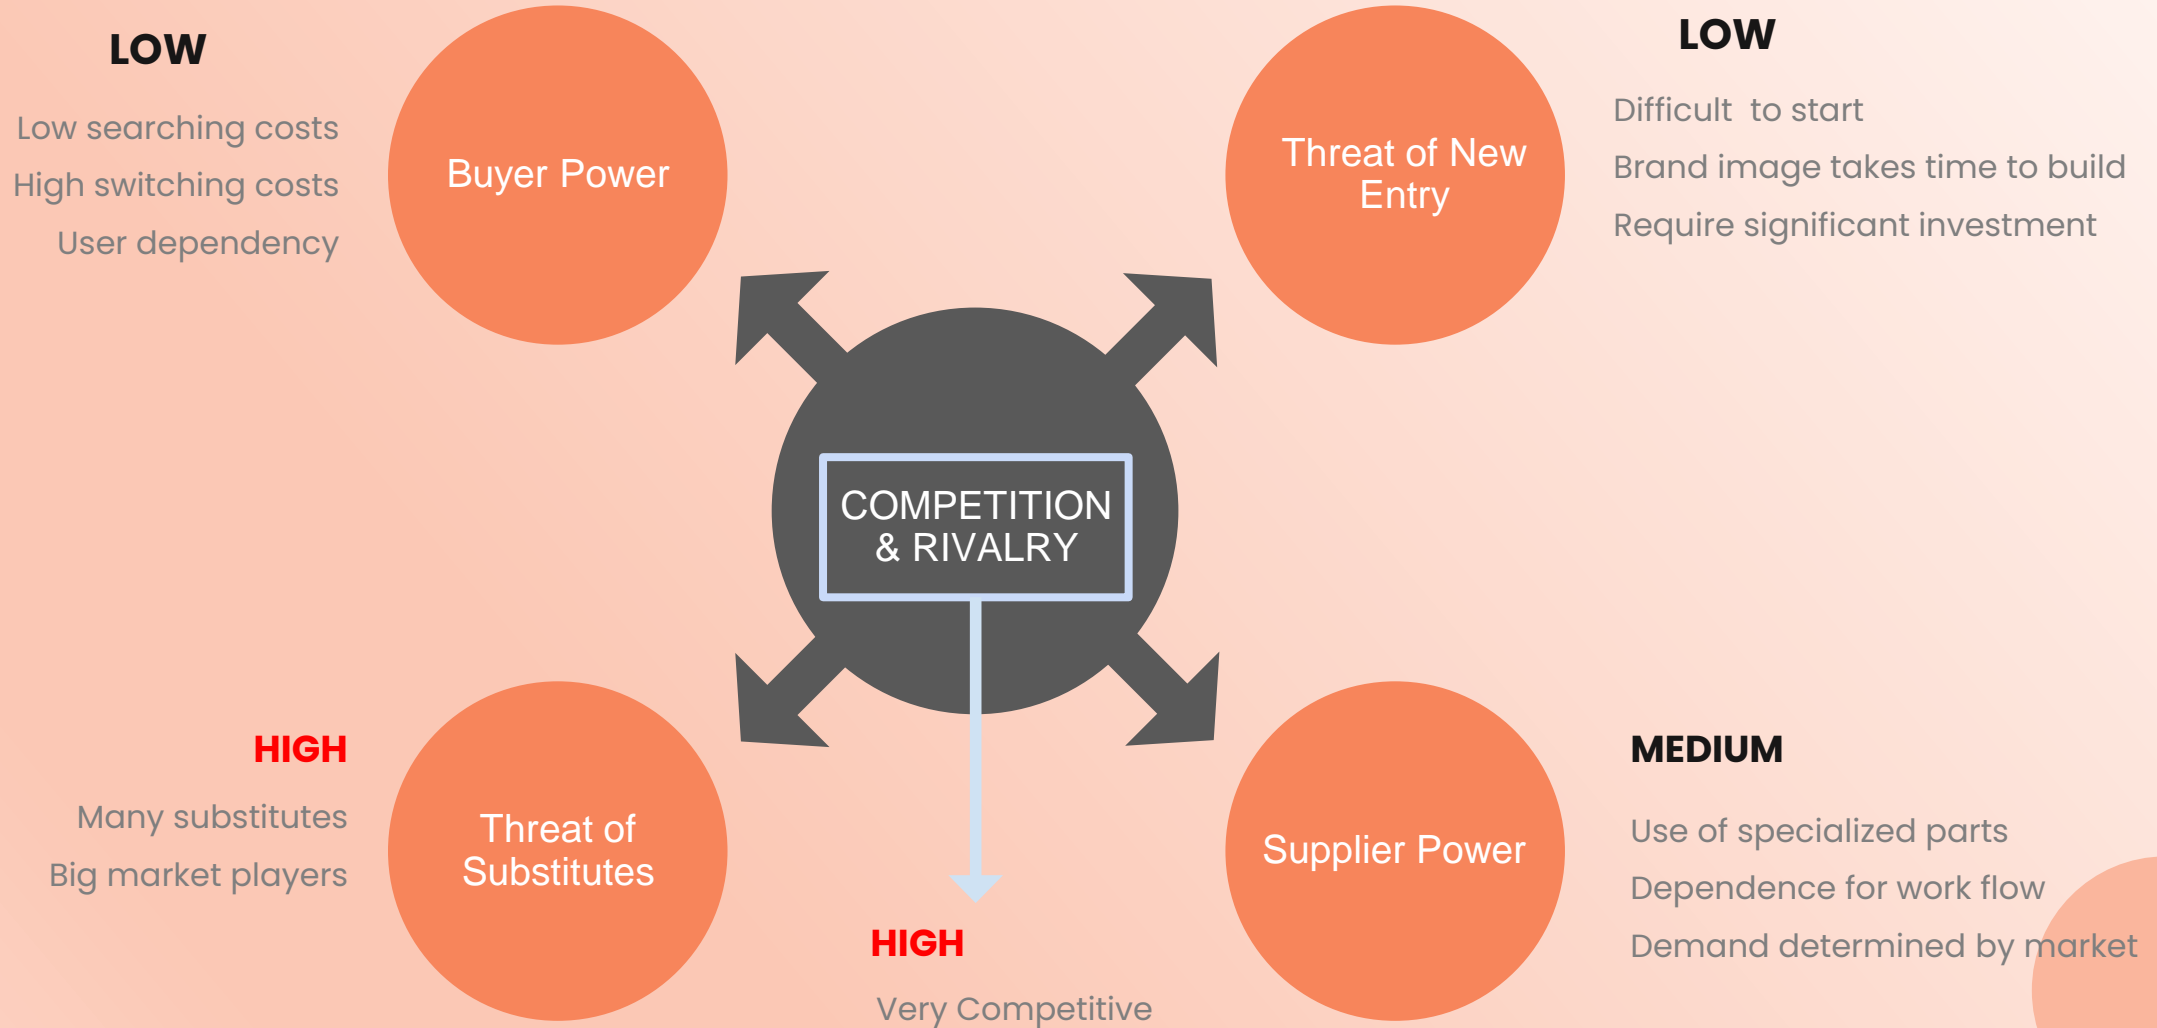 LOW
Low searching costs
High switching costs
User dependency
Buyer Power
Threat of New
Entry
LOW
Difficult to start
Brand image takes time to build
Require significant investment
COMPETITION
& RIVALRY
HIGH
Many substitutes
Big market players
Threat of
Substitutes
HIGH
Very Competitive
Supplier Power
MEDIUM
Use of specialized parts
Dependence for work flow
Demand determined by market